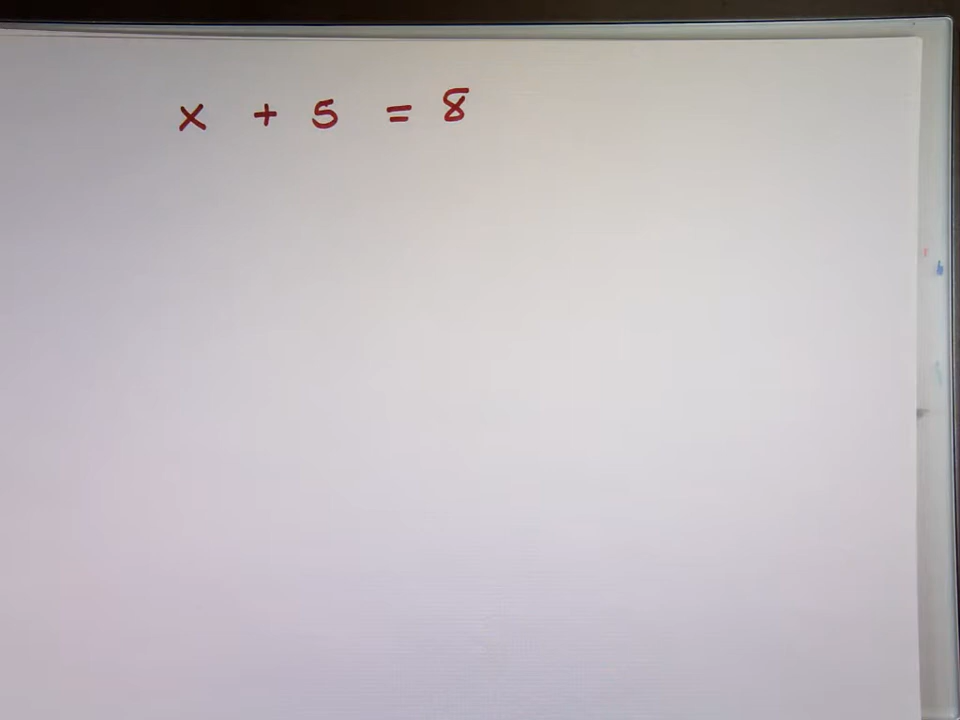 x + 5 = 8